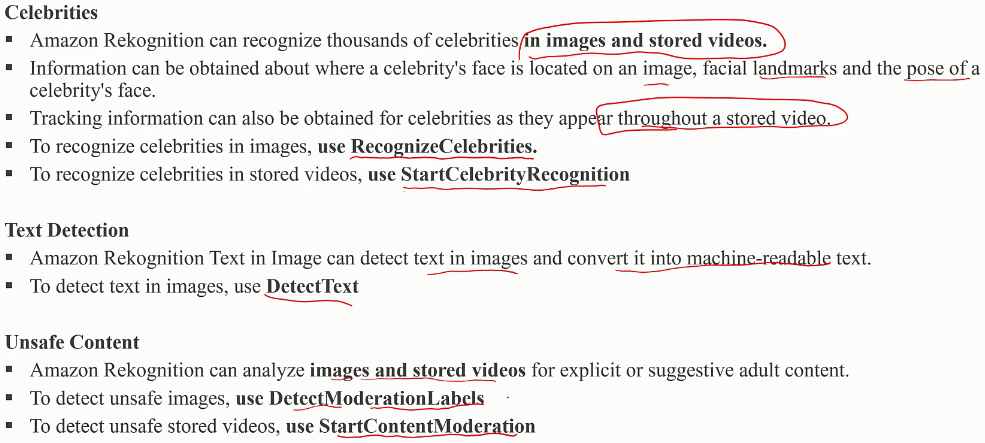 Celebrities
▪ Amazon Rekognition can recognize thousands of celebrities in images and stored videos.
▪ Information can be obtained about where a celebrity's face is located on an image, facial landmarks and the pose of a
celebrity's face.
▪ Tracking information can also be obtained for celebrities as they appear throughout a stored video.
▪ To recognize celebrities in images, use RecognizeCelebrities.
▪ To recognize celebrities in stored videos, use StartCelebrityRecognition
Text Detection
▪ Amazon Rekognition Text in Image can detect text in images and convert it into machine-readable text.
▪ To detect text in images, use DetectText
Unsafe Content
▪ Amazon Rekognition can analyze images and stored videos for explicit or suggestive adult content.
▪ To detect unsafe images, use DetectModerationLabels
▪ To detect unsafe stored videos, use StartContentModeration